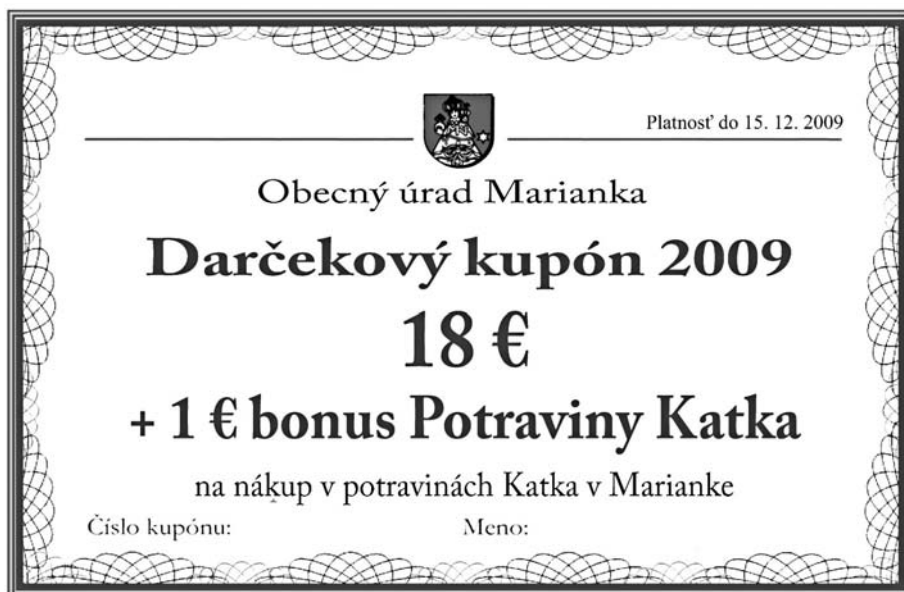 Platnosť do 15. 12. 2009
Obecný úrad Marianka
Darčekový kupón 2009
18 €
+ 1 € bonus Potraviny Katka
na nákup v potravinách Katka v Marianke
Číslo kupónu: Meno: